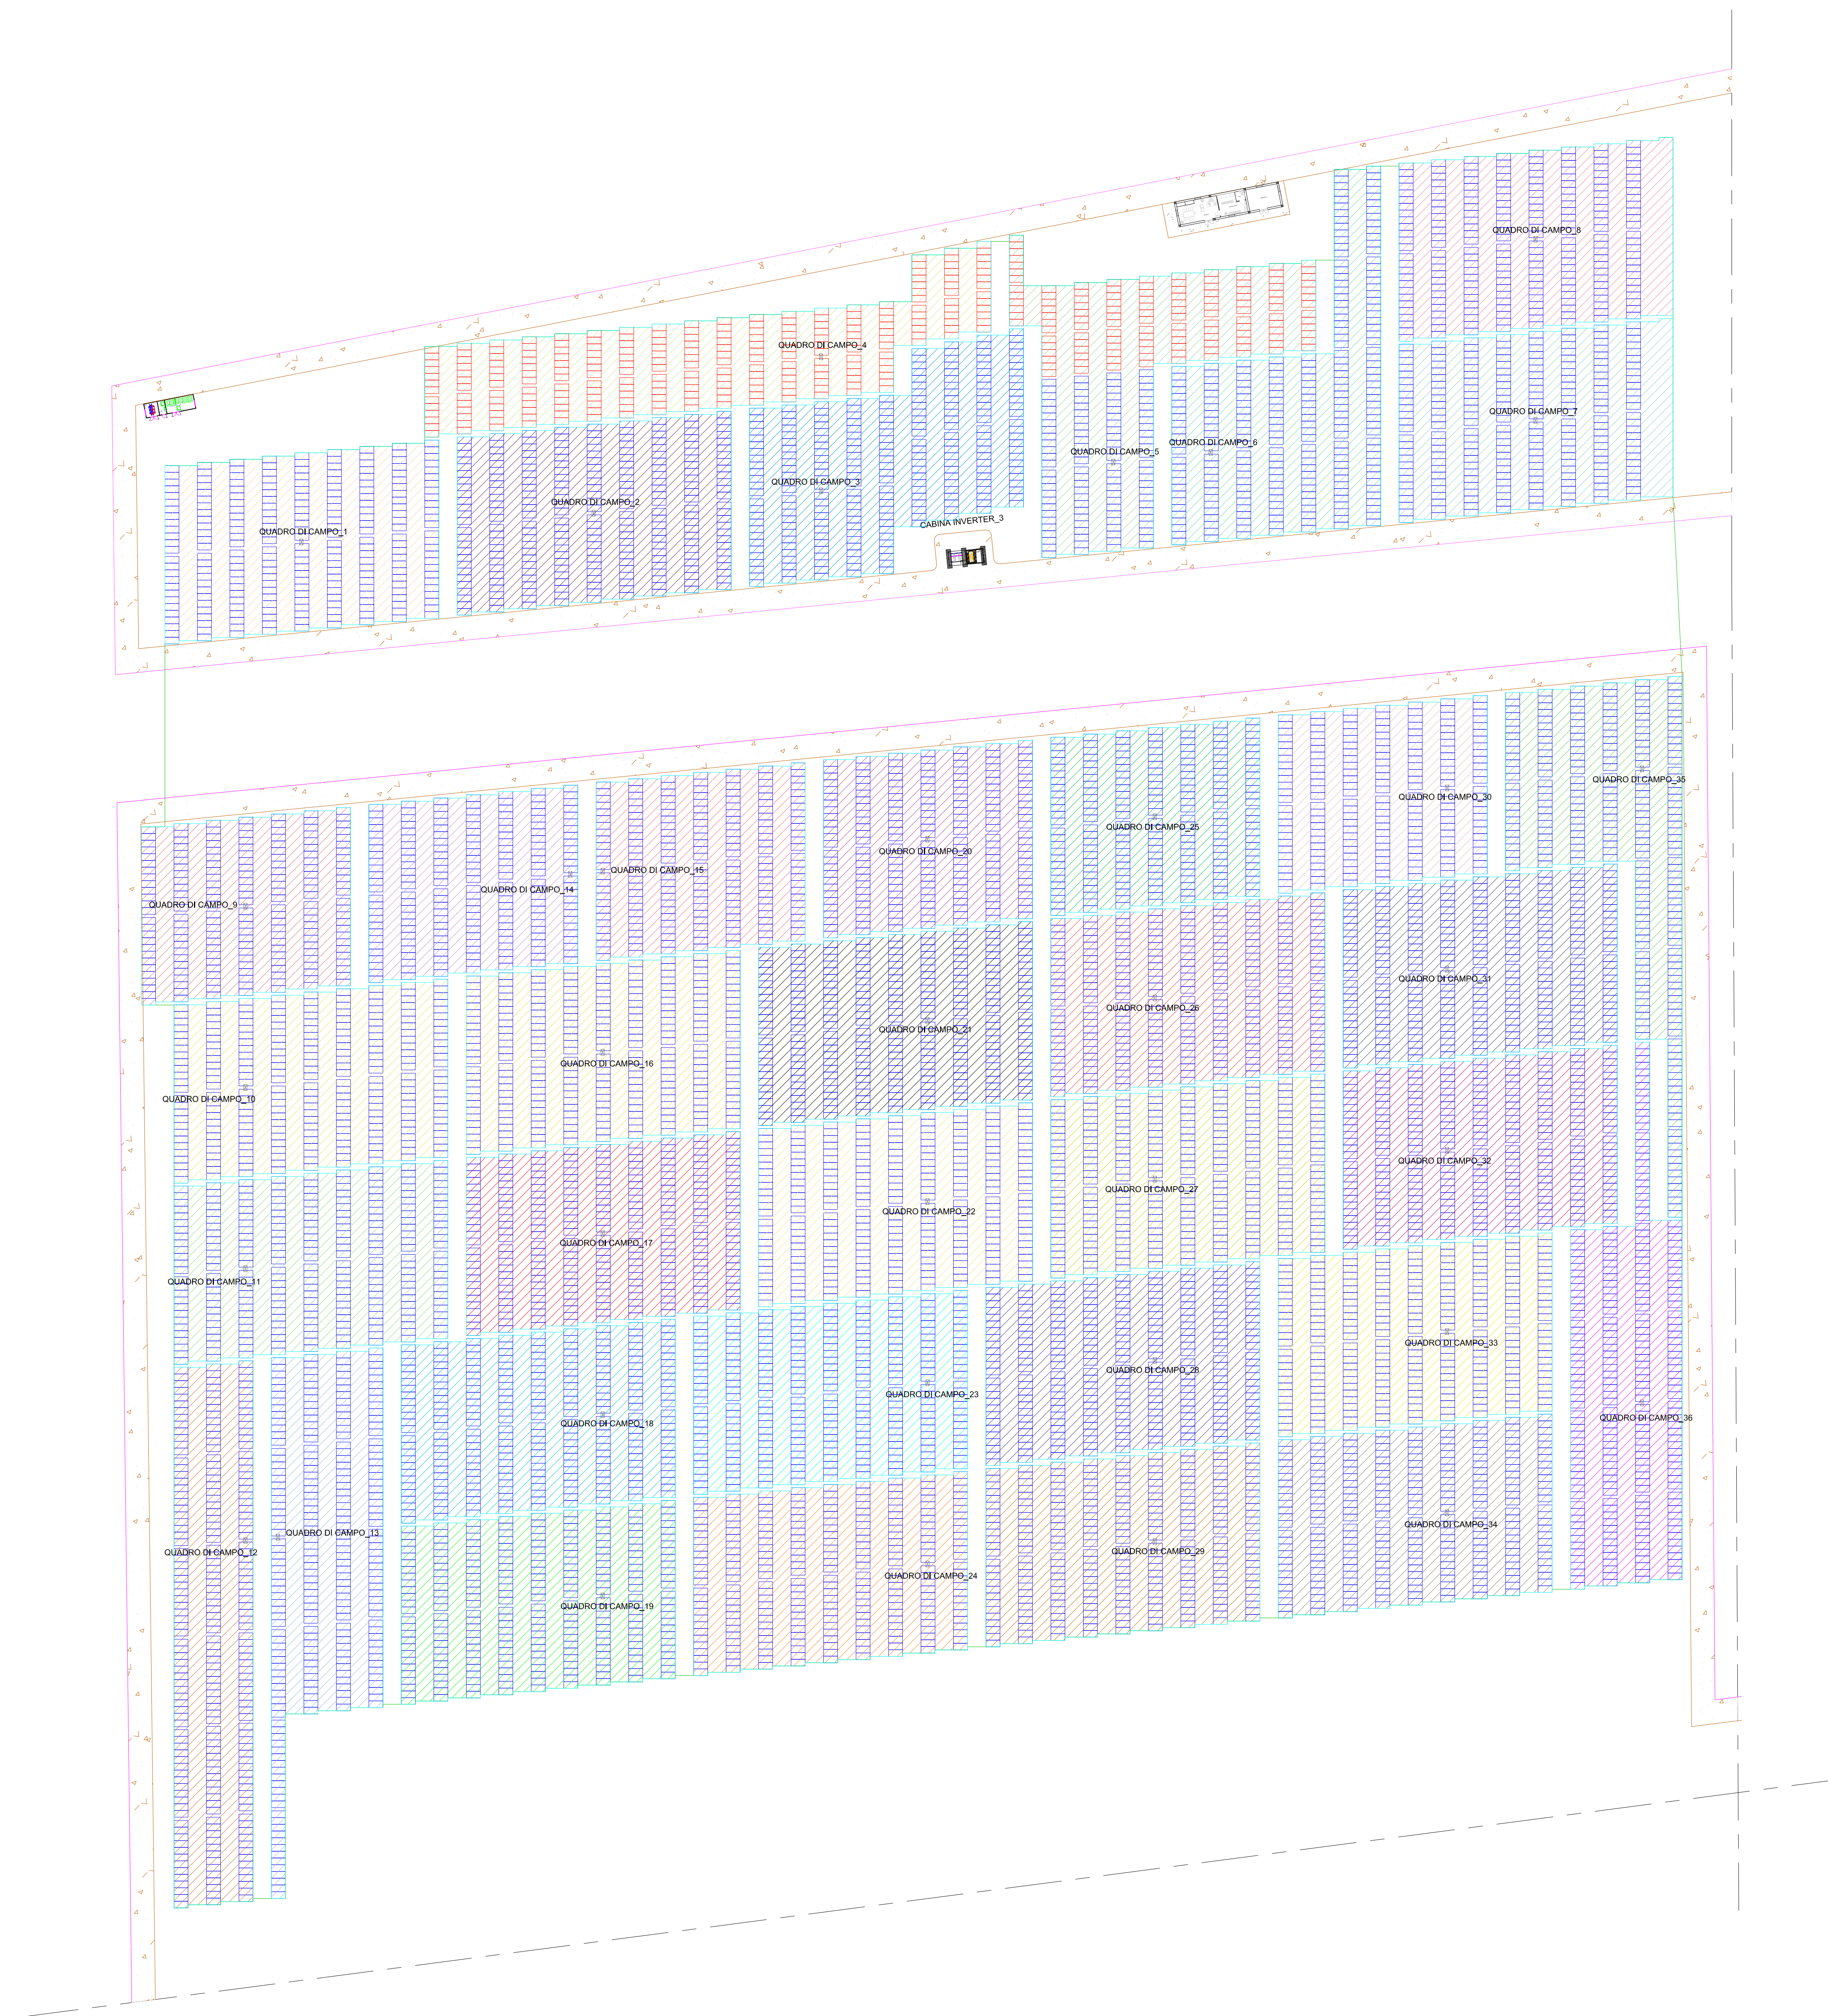 QUADRO DI CAMPO_8
QUADRO DI CAMPO_4
QUADRO DI CAMPO_7
QUADRO DI CAMPO_6
QUADRO DI CAMPO_5
QUADRO DI CAMPO_3
QUADRO DI CAMPO_2
CABINA INVERTER_3
QUADRO DI CAMPO_1
QUADRO DI CAMPO_35
QUADRO DI CAMPO_30
QUADRO DI CAMPO_25
QUADRO DI CAMPO_20
QUADRO DI CAMPO_15
QUADRO DI CAMPO_14
QUADRO DI CAMPO_9
QUADRO DI CAMPO_31
QUADRO DI CAMPO_26
QUADRO DI CAMPO_21
QUADRO DI CAMPO_16
QUADRO DI CAMPO_10
QUADRO DI CAMPO_32
QUADRO DI CAMPO_27
QUADRO DI CAMPO_22
QUADRO DI CAMPO_17
QUADRO DI CAMPO_11
QUADRO DI CAMPO_33
QUADRO DI CAMPO_28
QUADRO DI CAMPO_23
QUADRO DI CAMPO_36
QUADRO DI CAMPO_18
QUADRO DI CAMPO_34
QUADRO DI CAMPO_13
QUADRO DI CAMPO_29
QUADRO DI CAMPO_12
QUADRO DI CAMPO_24
QUADRO DI CAMPO_19